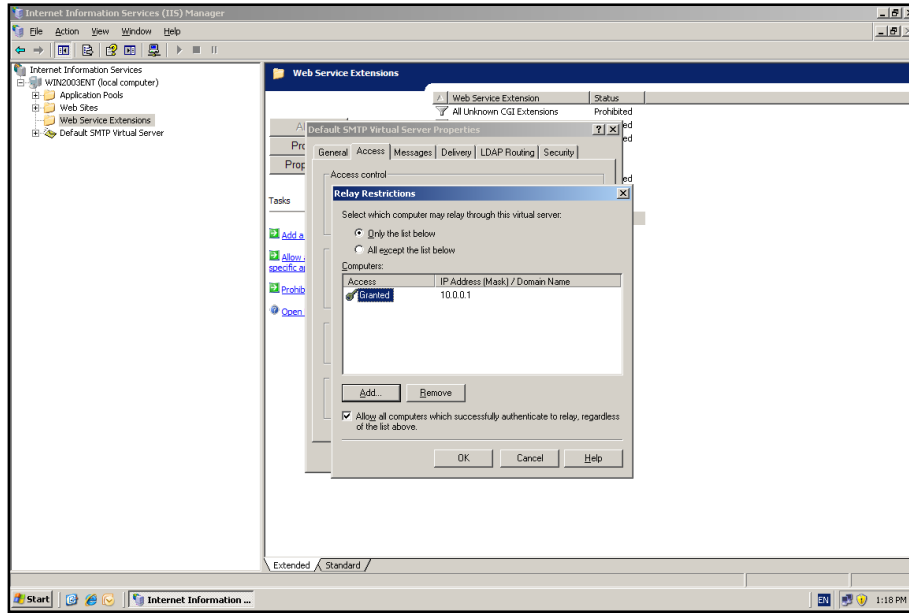 Internet Information Services (IIS) Manager
File Action View Window Help
Internet Information Services
WIN2003ENT (local computer)
Application Pools
Web Sites
Web Service Extensions
Default SMTP Virtual Server
Web Service Extensions
Web Service Extension Status
All Unknown CGI Extensions Prohibited
Tasks
Add a
Allow
specific a
Prohib
Open
Default SMTP Virtual Server Properties
General Access Messages Delivery LDAP Routing Security
Access control
Relay Restrictions
Select which computer may relay through this virtual server:
Only the list below
All except the list below
Computers:
Access IP Address (Mask) / Domain Name
Granted 10.0.0.1
Add... Remove
Allow all computers which successfully authenticate to relay, regardless
of the list above.
OK Cancel Help
Extended Standard
Start Internet Information ... EN 1:18 PM